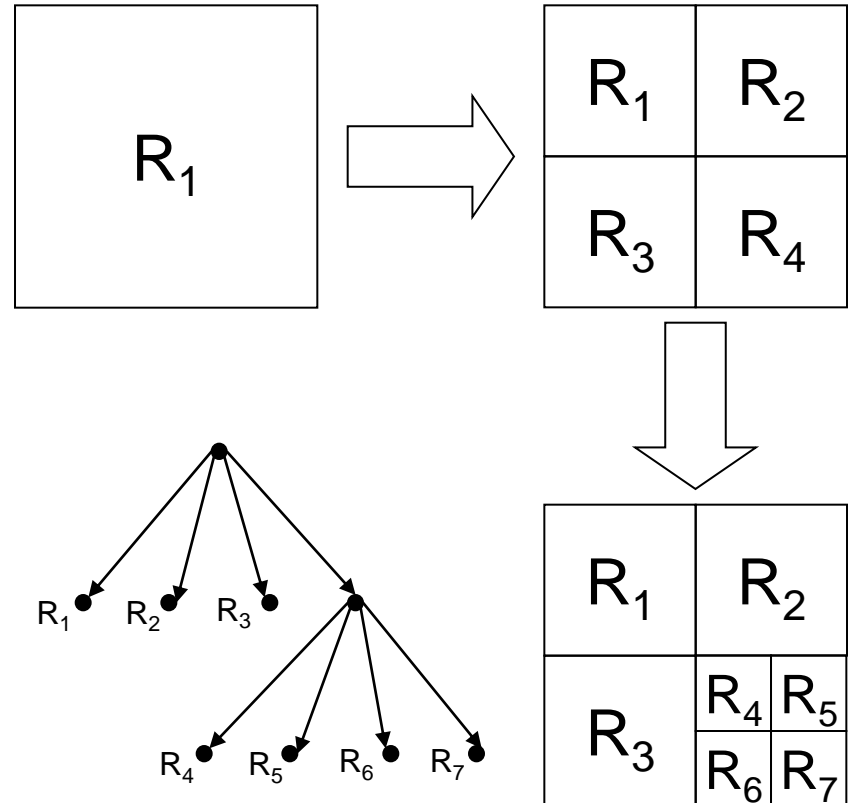 R₁
R₁ R₂
R₃ R₄
R₁ R₂
R₃
R₄ R₅
R₆ R₇
R₁ R₂ R₃
R₄ R₅ R₆ R₇